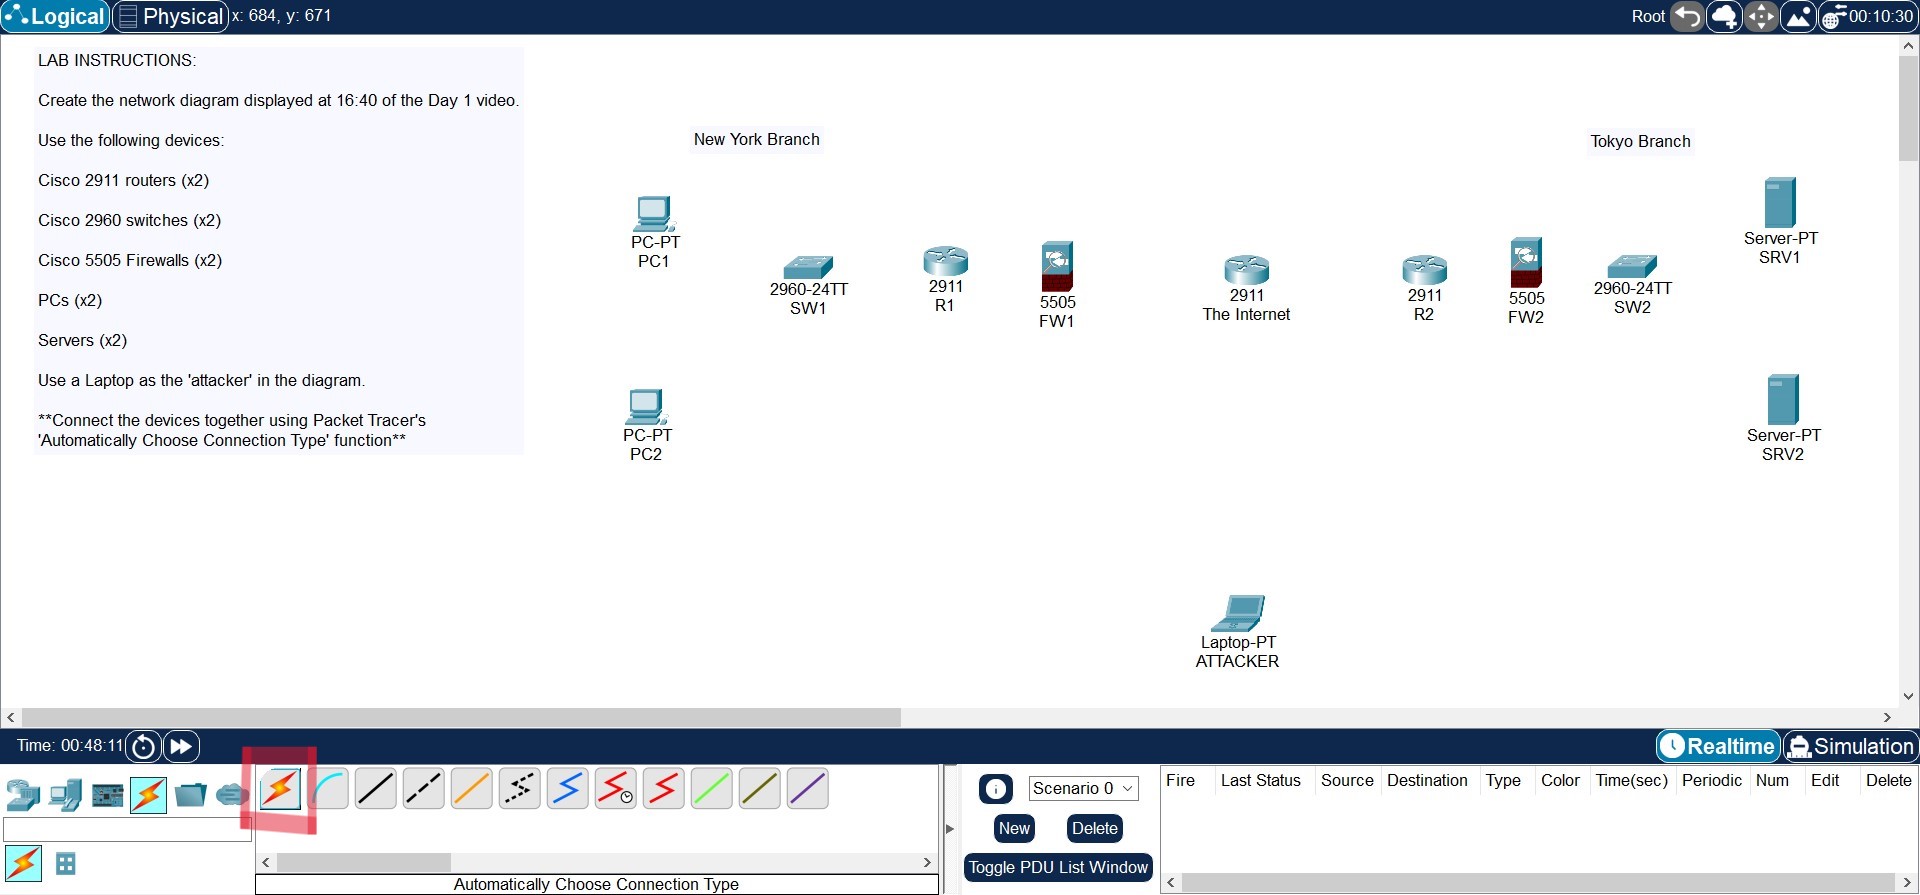 Logical
Physical
x: 684, y: 671
Root
00:10:30
LAB INSTRUCTIONS:
Create the network diagram displayed at 16:40 of the Day 1 video.
Use the following devices:
Cisco 2911 routers (x2)
Cisco 2960 switches (x2)
Cisco 5505 Firewalls (x2)
PCs (x2)
Servers (x2)
Use a Laptop as the 'attacker' in the diagram.
**Connect the devices together using Packet Tracer's
'Automatically Choose Connection Type' function**
New York Branch
Tokyo Branch
PC-PT
PC1
2960-24TT
SW1
2911
R1
5505
FW1
2911
The Internet
2911
R2
5505
FW2
2960-24TT
SW2
Server-PT
SRV1
PC-PT
PC2
Server-PT
SRV2
Laptop-PT
ATTACKER
Time: 00:48:11
Realtime
Simulation
Automatically Choose Connection Type
Scenario 0
New
Delete
Toggle PDU List Window
Fire Last Status Source Destination Type Color Time(sec) Periodic Num Edit Delete